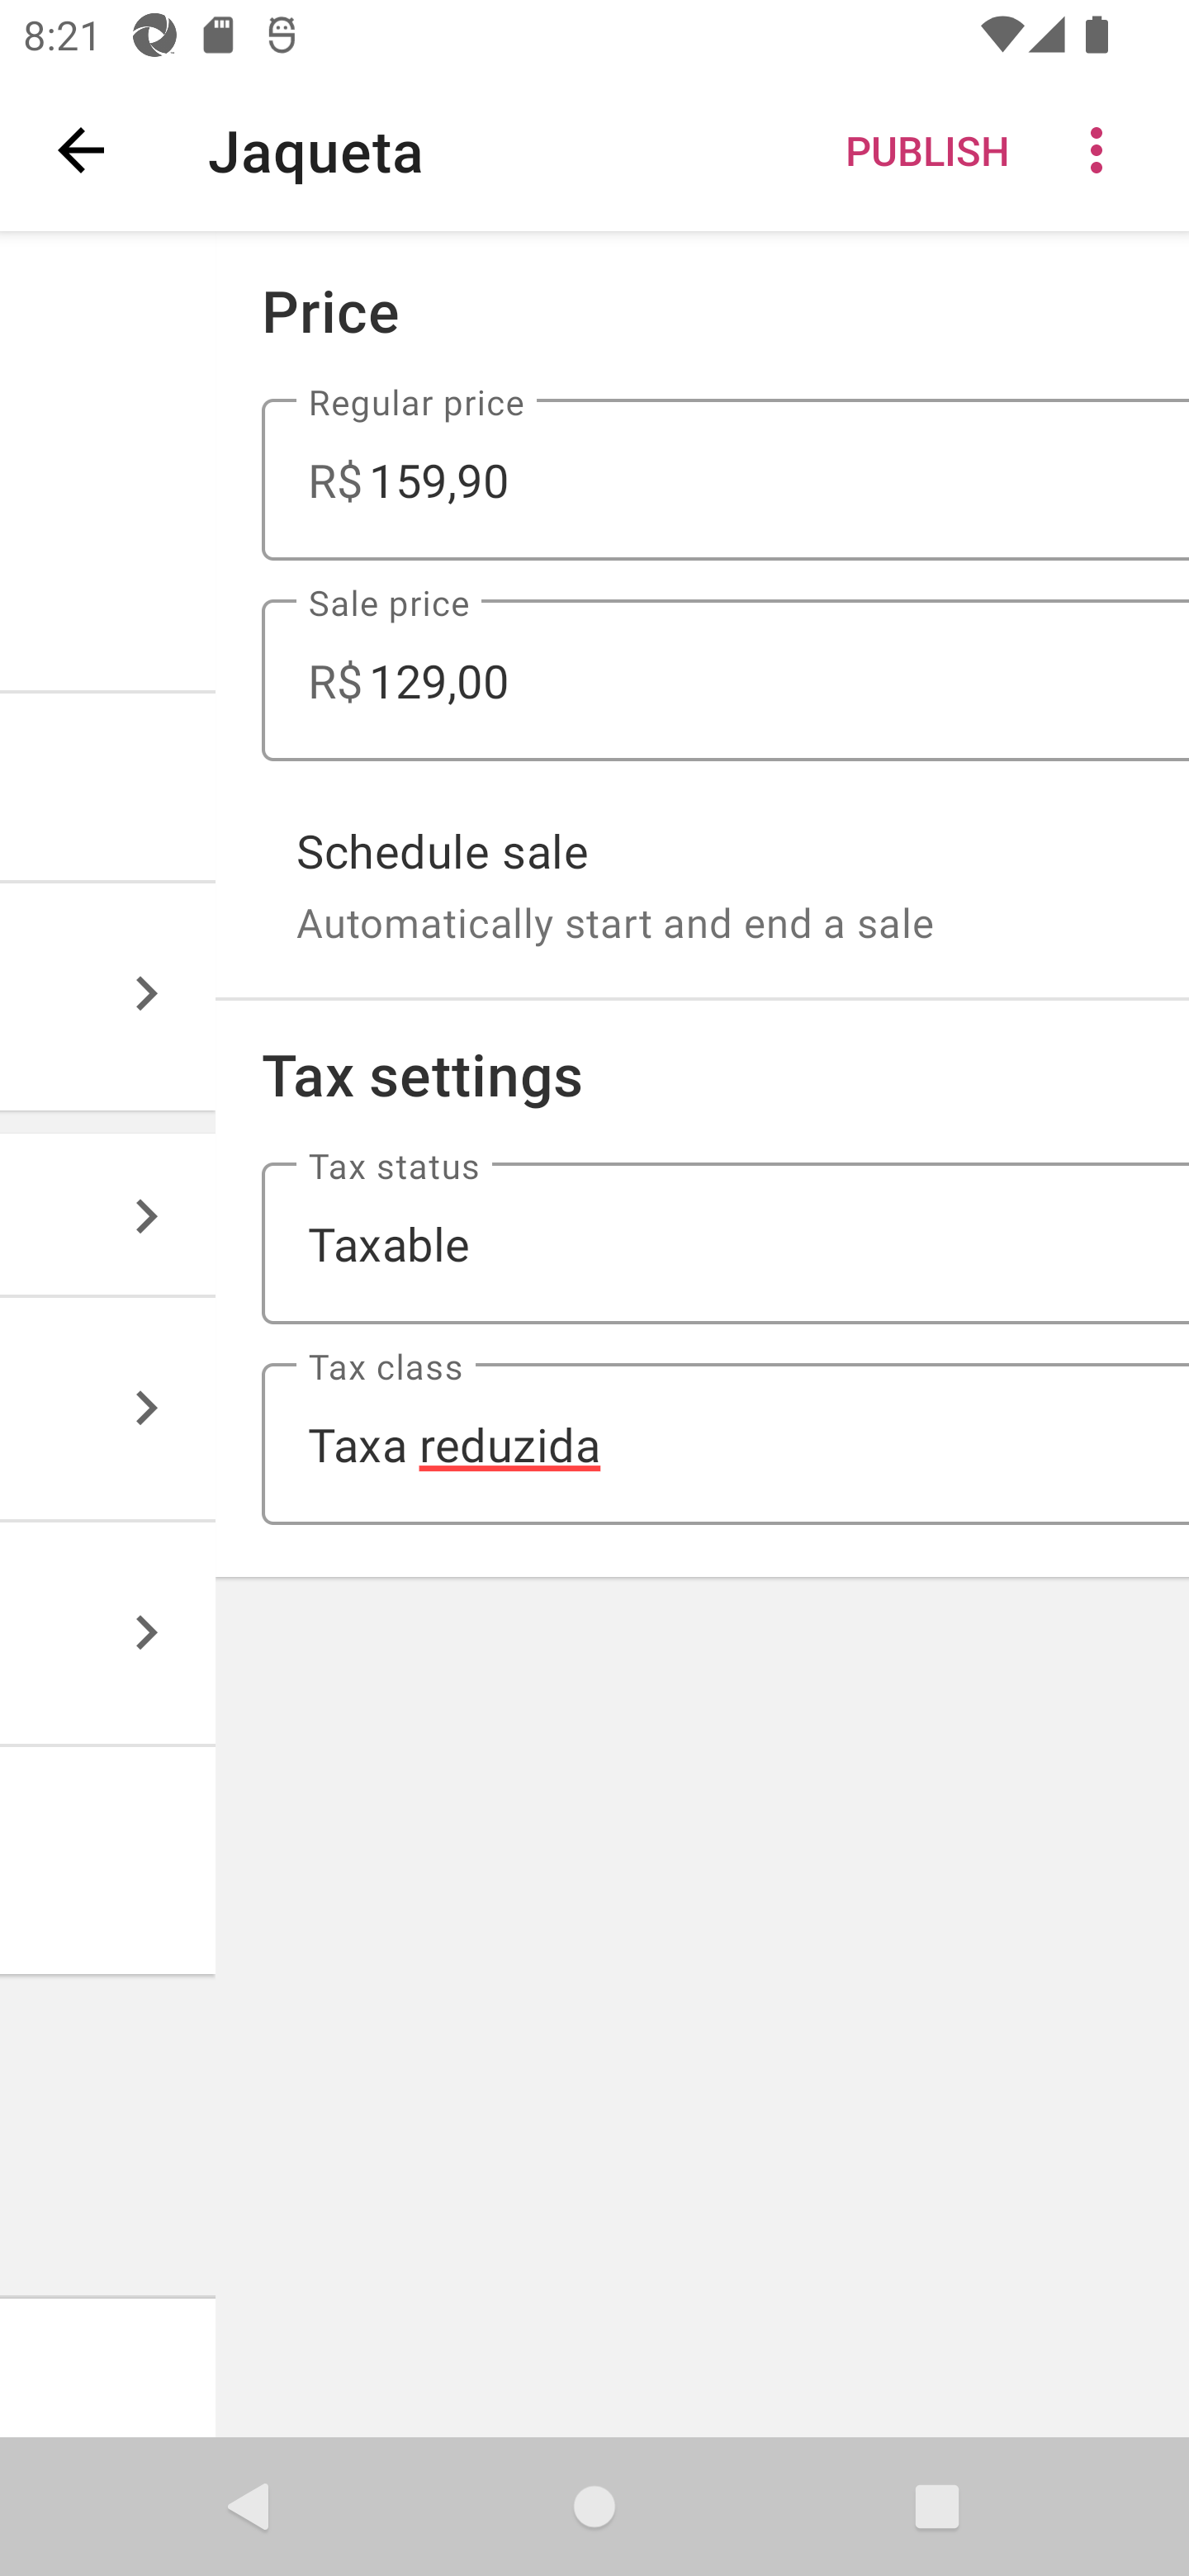 8:21
Jaqueta
PUBLISH
Price
Regular price
R$ 159,90
Sale price
R$ 129,00
Schedule sale
Automatically start and end a sale
Tax settings
Tax status
Taxable
Tax class
Taxa reduzida